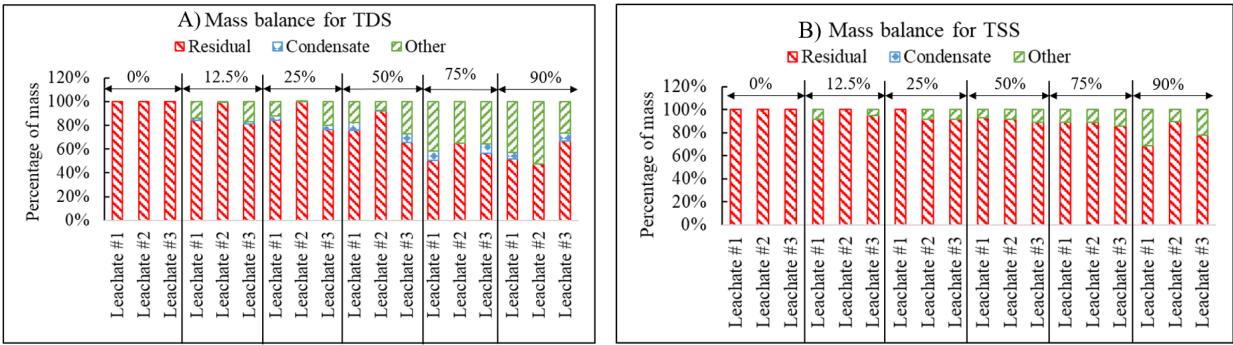 A) Mass balance for TDS
Residual Condensate Other
Percentage of mass
120%
100%
80%
60%
40%
20%
0%
0% 12.5% 25% 50% 75% 90%
Leachate #1
Leachate #2
Leachate #3
Leachate #1
Leachate #2
Leachate #3
Leachate #1
Leachate #2
Leachate #3
Leachate #1
Leachate #2
Leachate #3
Leachate #1
Leachate #2
Leachate #3
Leachate #1
Leachate #2
Leachate #3
B) Mass balance for TSS
Residual Condensate Other
Percentage of mass
120%
100%
80%
60%
40%
20%
0%
0% 12.5% 25% 50% 75% 90%
Leachate #1
Leachate #2
Leachate #3
Leachate #1
Leachate #2
Leachate #3
Leachate #1
Leachate #2
Leachate #3
Leachate #1
Leachate #2
Leachate #3
Leachate #1
Leachate #2
Leachate #3
Leachate #1
Leachate #2
Leachate #3